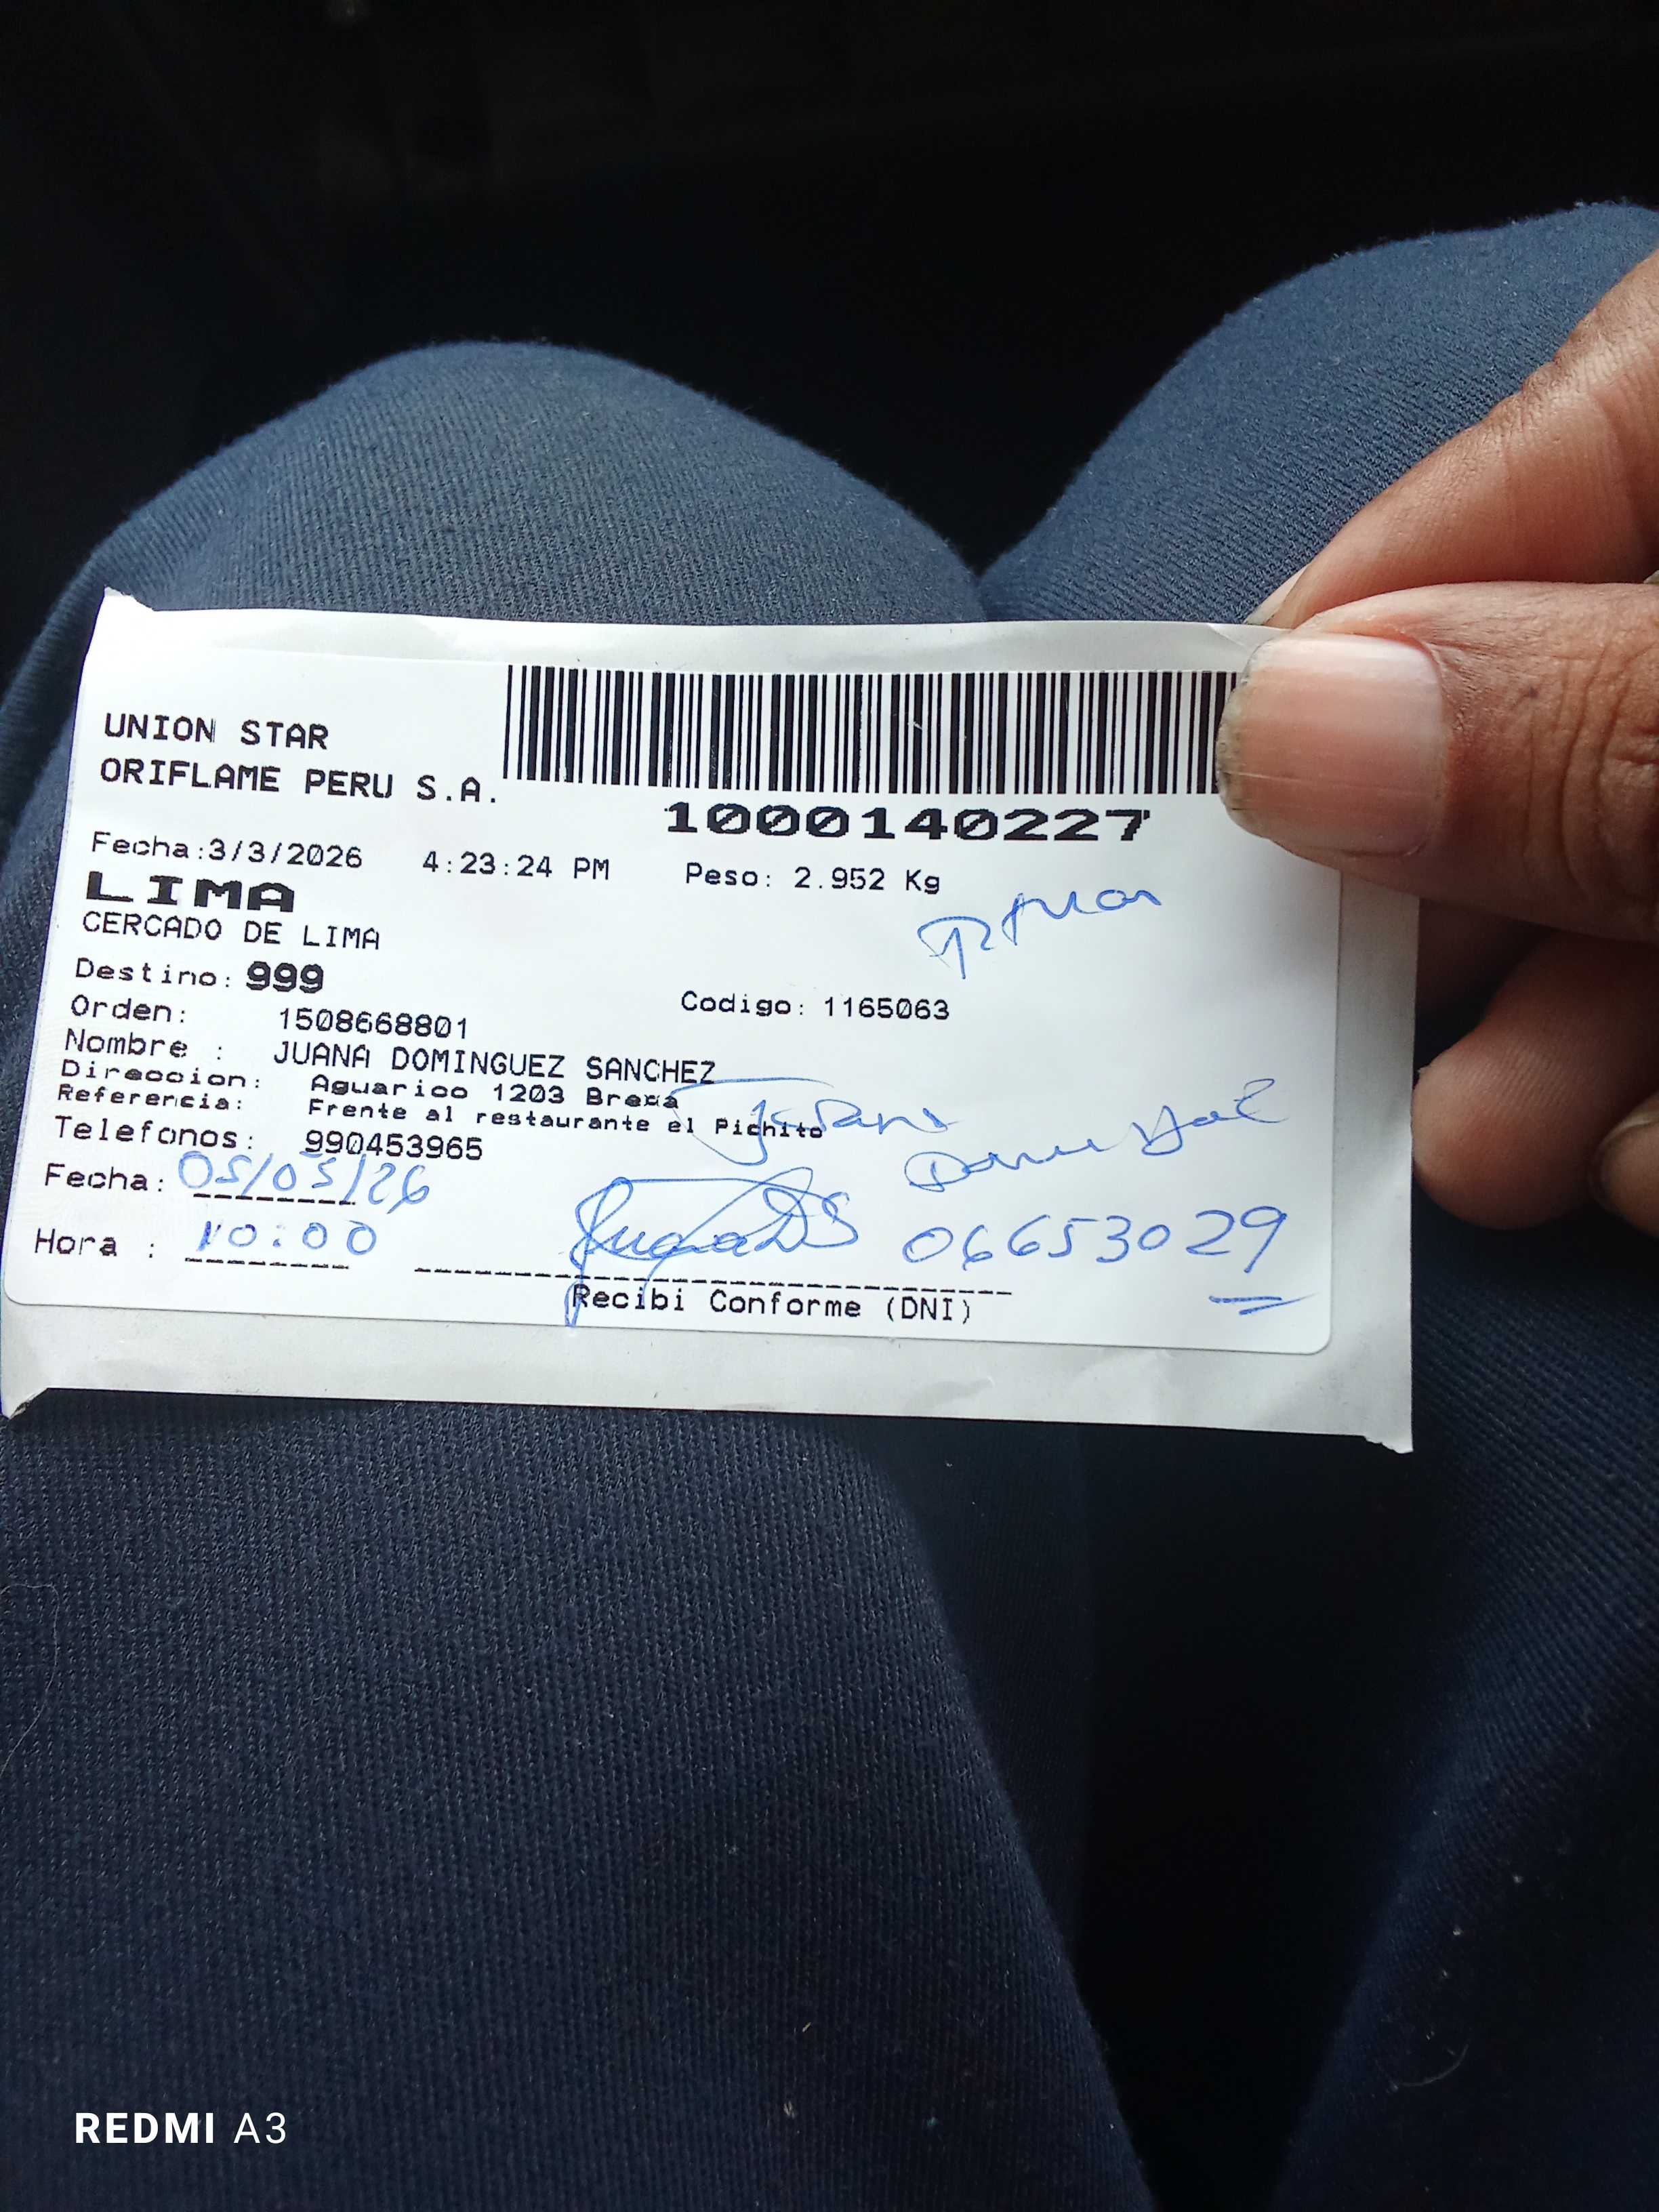 UNION STAR
ORIFLAME PERU S.A.
1000140227
Fecha:3/3/2026 4:23:24 PM Peso: 2.952 Kg
LIMA
CERCADO DE LIMA
Destino: 999
Orden: 1508668801 Codigo: 1165063
Nombre : JUANA DOMINGUEZ SANCHEZ
Direccion: Aguarico 1203 Brexa
Referencia: Frente al restaurante el Pichito
Telefonos: 990453965
Fecha: 05/03/26
Hora : 10:00
06653029
Recibi Conforme (DNI)
REDMI A3